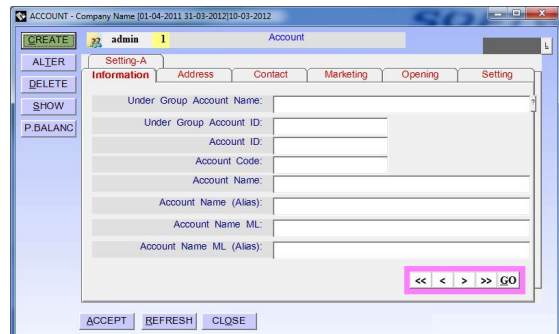 ACCOUNT - Company Name [01-04-2011 31-03-2012]10-03-2012
CREATE
admin 1
Account
L
ALTER
DELETE
SHOW
P.BALANC
Setting-A
Information Address Contact Marketing Opening Setting
Under Group Account Name:
?
Under Group Account ID:
Account ID:
Account Code:
Account Name:
Account Name (Alias):
Account Name ML:
Account Name ML (Alias):
<< < > >> GO
ACCEPT REFRESH CLOSE